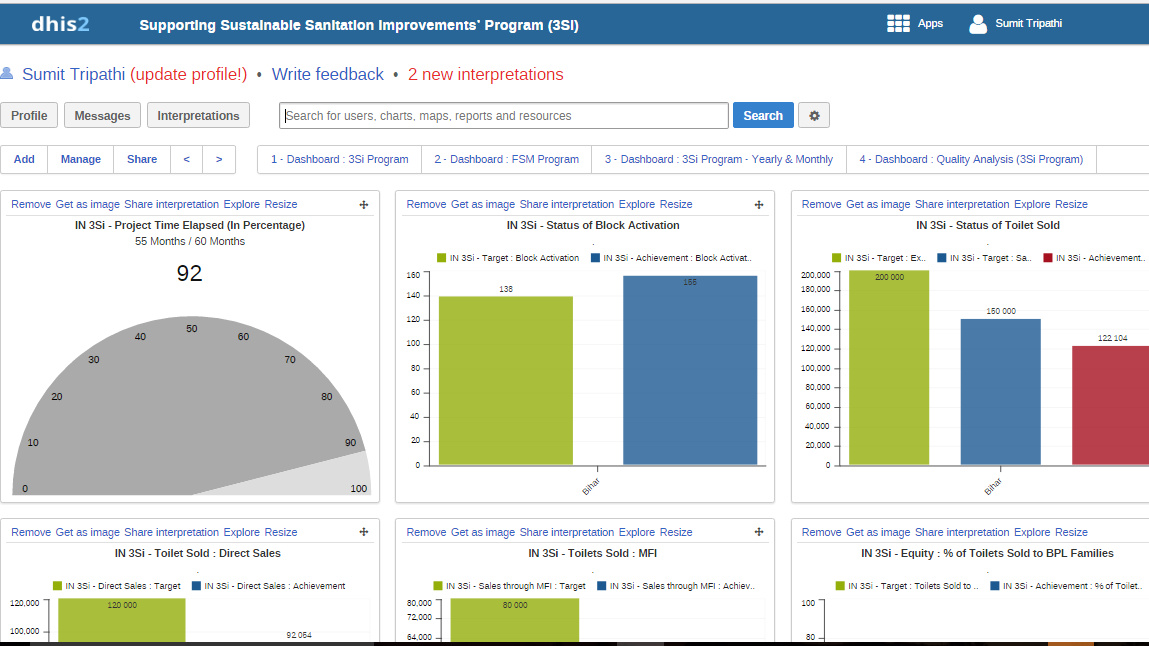 dhis2 Supporting Sustainable Sanitation Improvements' Program (3SI) Apps Sumit Tripathi
Sumit Tripathi (update profile!) • Write feedback • 2 new interpretations
Profile Messages Interpretations Search for users, charts, maps, reports and resources Search
Add Manage Share < > 1 - Dashboard : 3Si Program 2 - Dashboard : FSM Program 3 - Dashboard : 3Si Program - Yearly & Monthly 4 - Dashboard : Quality Analysis (3Si Program)
Remove Get as image Share interpretation Explore Resize
IN 3Si - Project Time Elapsed (In Percentage)
55 Months / 60 Months
92
0
10
20
30
40
50
60
70
80
90
100
Remove Get as image Share interpretation Explore Resize
IN 3Si - Status of Block Activation
.
IN 3Si - Target : Block Activation IN 3Si - Achievement : Block Activat..
160
140
120
100
80
60
40
20
0
138
156
Bihar
Remove Get as image Share interpretation Explore Resize
IN 3Si - Status of Toilet Sold
.
IN 3Si - Target : Ex.. IN 3Si - Target : Sa.. IN 3Si - Achievement..
200,000
180,000
160,000
140,000
120,000
100,000
80,000
60,000
40,000
20,000
0
200 000
150 000
122 104
Bihar
Remove Get as image Share interpretation Explore Resize
IN 3Si - Toilet Sold : Direct Sales
.
IN 3Si - Direct Sales : Target IN 3Si - Direct Sales : Achievement
120,000
100,000
120 000
92 054
Remove Get as image Share interpretation Explore Resize
IN 3Si - Toilets Sold : MFI
.
IN 3Si - Sales through MFI : Target IN 3Si - Sales through MFI : Achiev..
80,000
72,000
64,000
80 000
Remove Get as image Share interpretation Explore Resize
IN 3Si - Equity : % of Toilets Sold to BPL Families
.
IN 3Si - Target : Toilets Sold to .. IN 3Si - Achievement : % of Toilet..
100
80